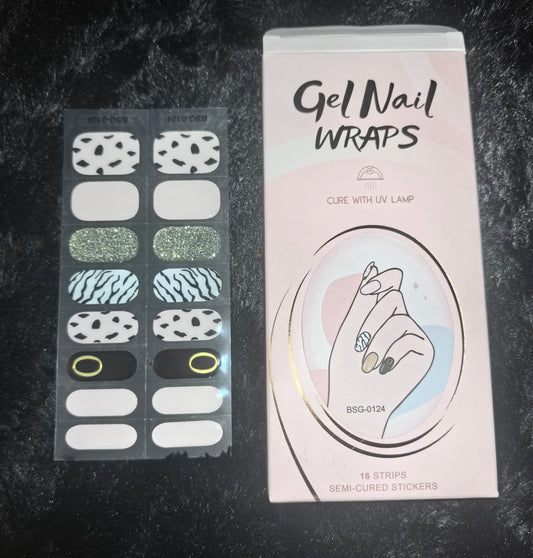 BSG-0124
BSG-0124
Gel Nail
WRAPS
CURE WITH UV LAMP
BSG-0124
16 STRIPS
SEMI-CURED STICKERS